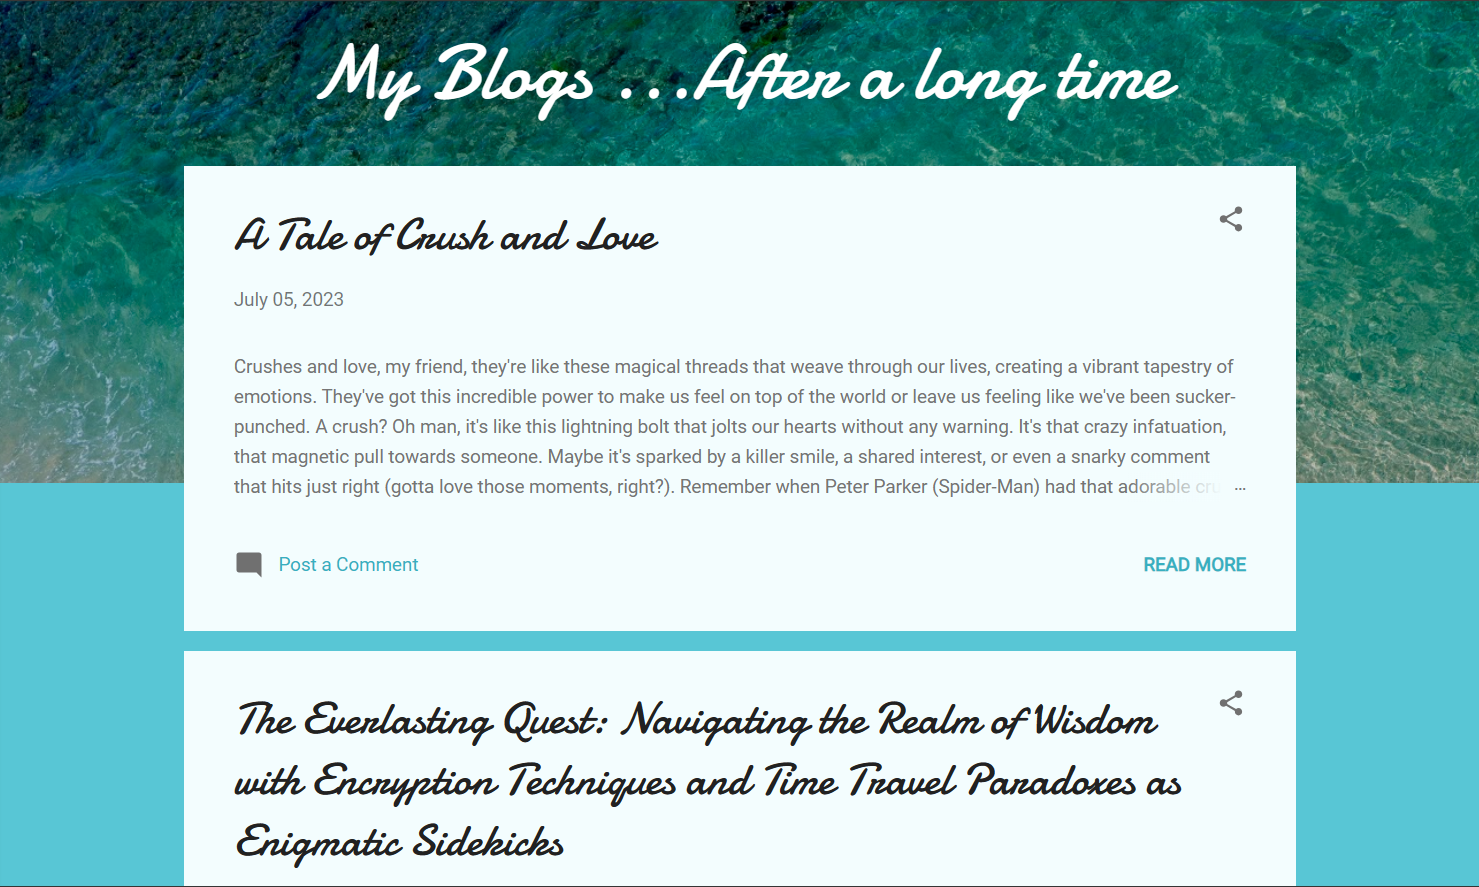 My Blogs ...After a long time
A Tale of Crush and Love
July 05, 2023
Crushes and love, my friend, they're like these magical threads that weave through our lives, creating a vibrant tapestry of
emotions. They've got this incredible power to make us feel on top of the world or leave us feeling like we've been sucker-
punched. A crush? Oh man, it's like this lightning bolt that jolts our hearts without any warning. It's that crazy infatuation,
that magnetic pull towards someone. Maybe it's sparked by a killer smile, a shared interest, or even a snarky comment
that hits just right (gotta love those moments, right?). Remember when Peter Parker (Spider-Man) had that adorable ...
Post a Comment
READ MORE
The Everlasting Quest: Navigating the Realm of Wisdom
with Encryption Techniques and Time Travel Paradoxes as
Enigmatic Sidekicks